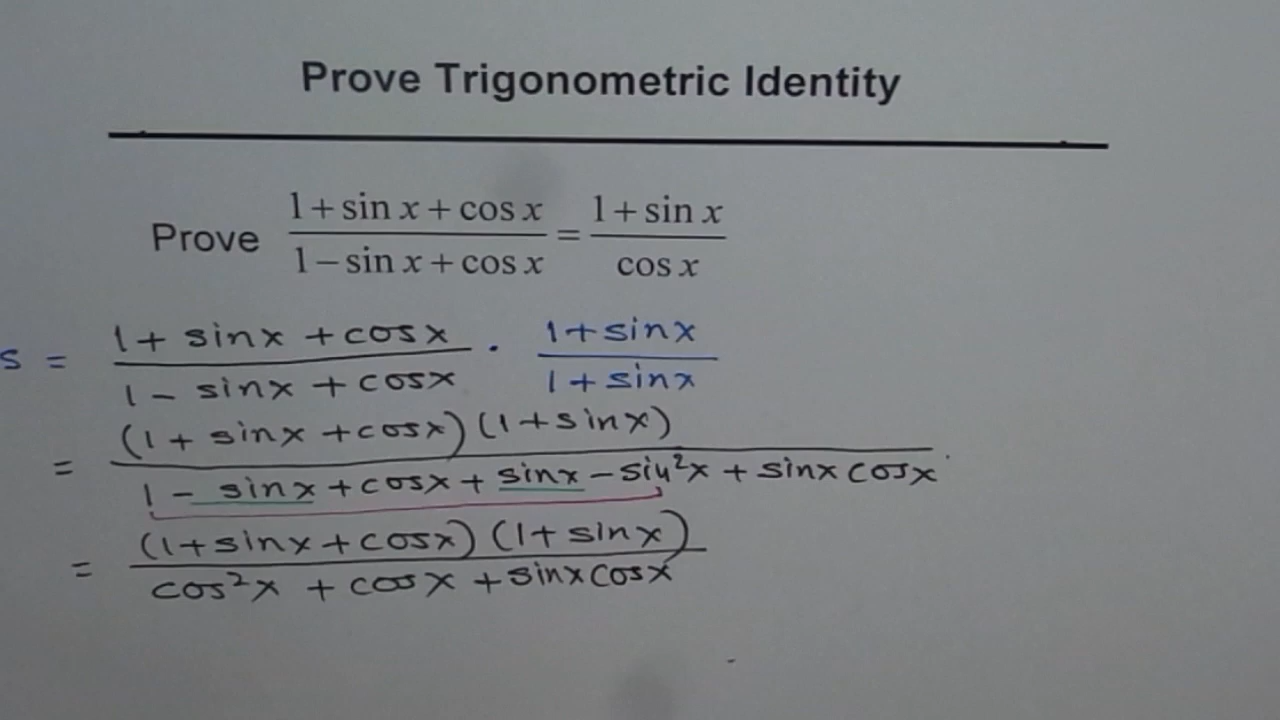 Prove Trigonometric Identity
Prove (1 + sin x + cos x)/(1 − sin x + cos x) = (1 + sin x)/(cos x)
S = (1 + sinx + cosx)/(1 − sinx + cosx) · (1 + sinx)/(1 + sinx)
= ((1 + sinx + cosx)(1 + sinx))/(1 − sinx + cosx + sinx − sin²x + sinx cosx)
= ((1 + sinx + cosx)(1 + sinx))/(cos²x + cosx + sinx cosx)